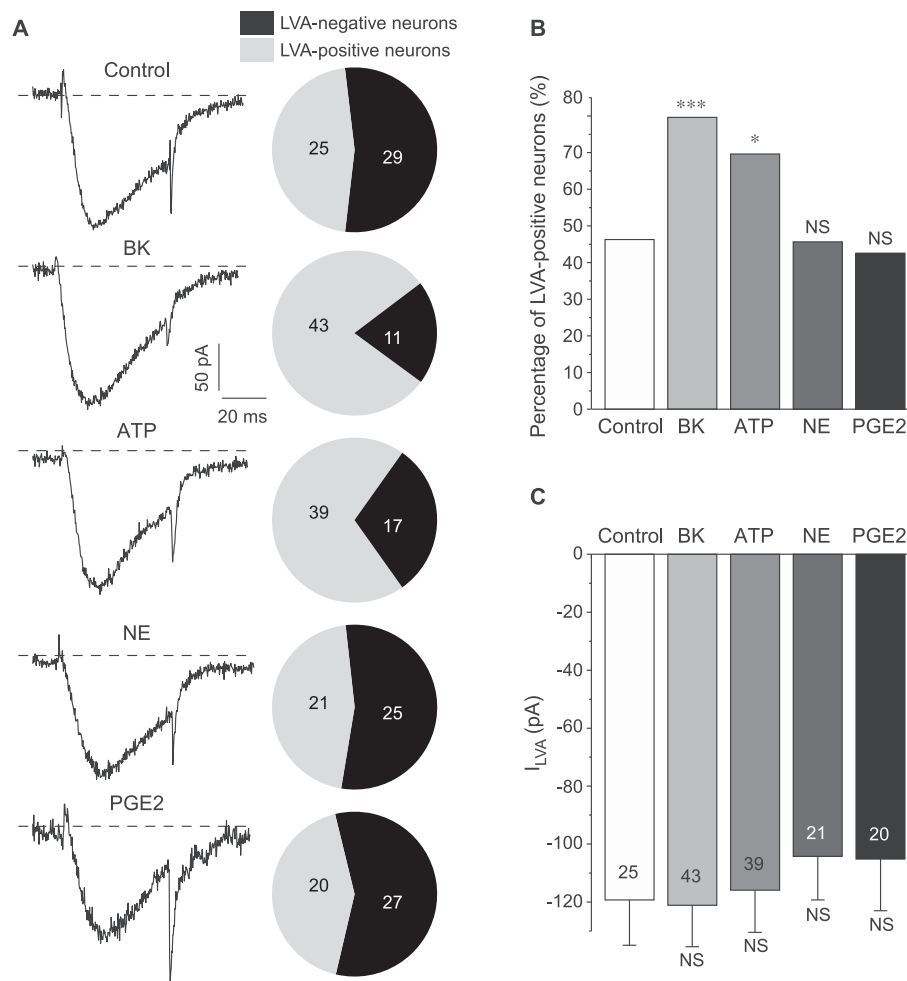 A
LVA-negative neurons
LVA-positive neurons
Control
25
29
BK
43
11
50 pA
20 ms
ATP
39
17
NE
21
25
PGE2
20
27
B
Percentage of LVA-positive neurons (%)
80
70
60
50
40
30
20
10
0
***
*
NS
NS
Control BK ATP NE PGE2
C
Control BK ATP NE PGE2
I_LVA (pA)
0
-20
-40
-60
-80
-100
-120
25
43
39
21
20
NS
NS
NS
NS